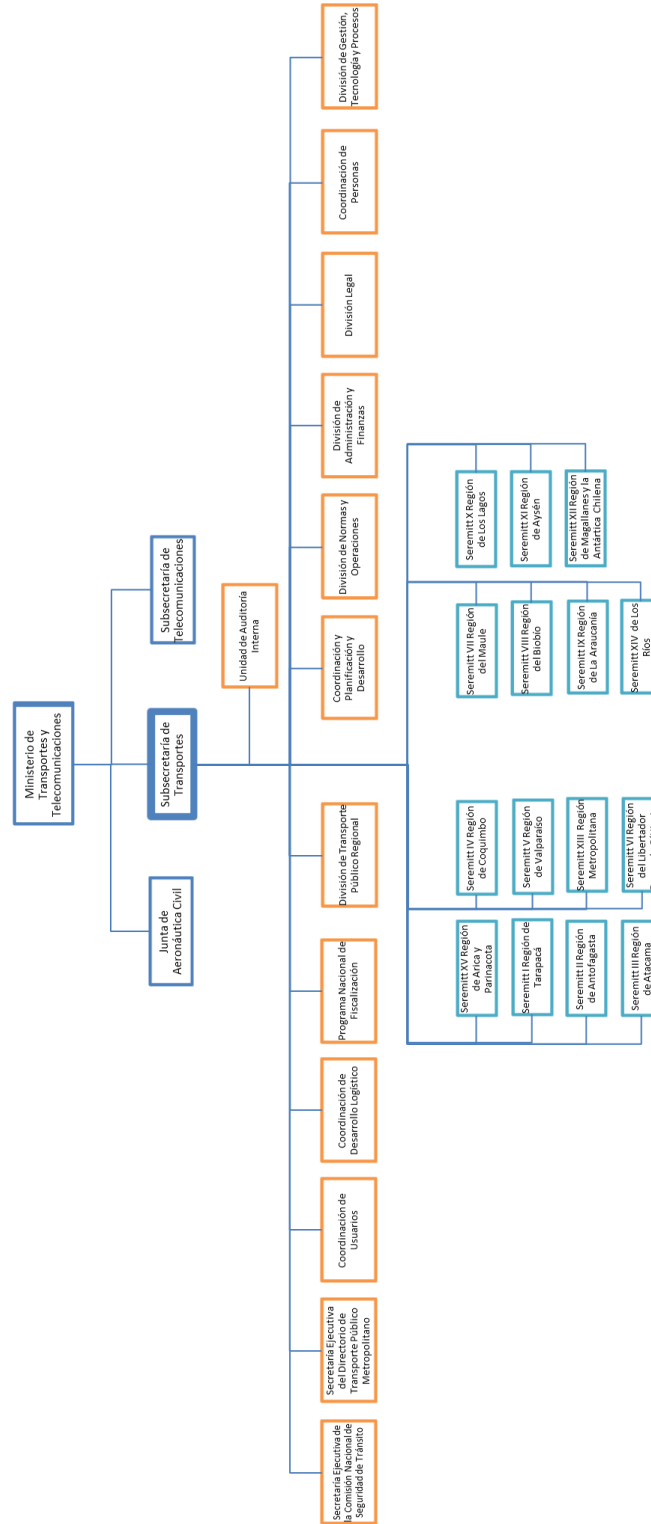 Ministerio de
Transportes y
Telecomunicaciones
Junta de
Aeronáutica Civil
Subsecretaría de
Transportes
Subsecretaría de
Telecomunicaciones
Unidad de Auditoría
Interna
Secretaría Ejecutiva de
la Comisión Nacional de
Seguridad de Tránsito
Secretaría Ejecutiva
del Directorio de
Transporte Público
Metropolitano
Coordinación de
Usuarios
Coordinación de
Desarrollo Logístico
Programa Nacional de
Fiscalización
División de Transporte
Público Regional
Coordinación y
Planificación y
Desarrollo
División de Normas y
Operaciones
División de
Administración y
Finanzas
División Legal
Coordinación de
Personas
División de Gestión,
Tecnología y Procesos
Seremitt XV Región
de Arica y
Parinacota
Seremitt I Región de
Tarapacá
Seremitt II Región
de Antofagasta
Seremitt III Región
de Atacama
Seremitt IV Región
de Coquimbo
Seremitt V Región
de Valparaíso
Seremitt XIII Región
Metropolitana
Seremitt VI Región
del Libertador
Seremitt VII Región
del Maule
Seremitt VIII Región
del Biobío
Seremitt IX Región
de La Araucanía
Seremitt XIV de Los
Ríos
Seremitt X Región
de Los Lagos
Seremitt XI Región
de Aysén
Seremitt XII Región
de Magallanes y la
Antártica Chilena